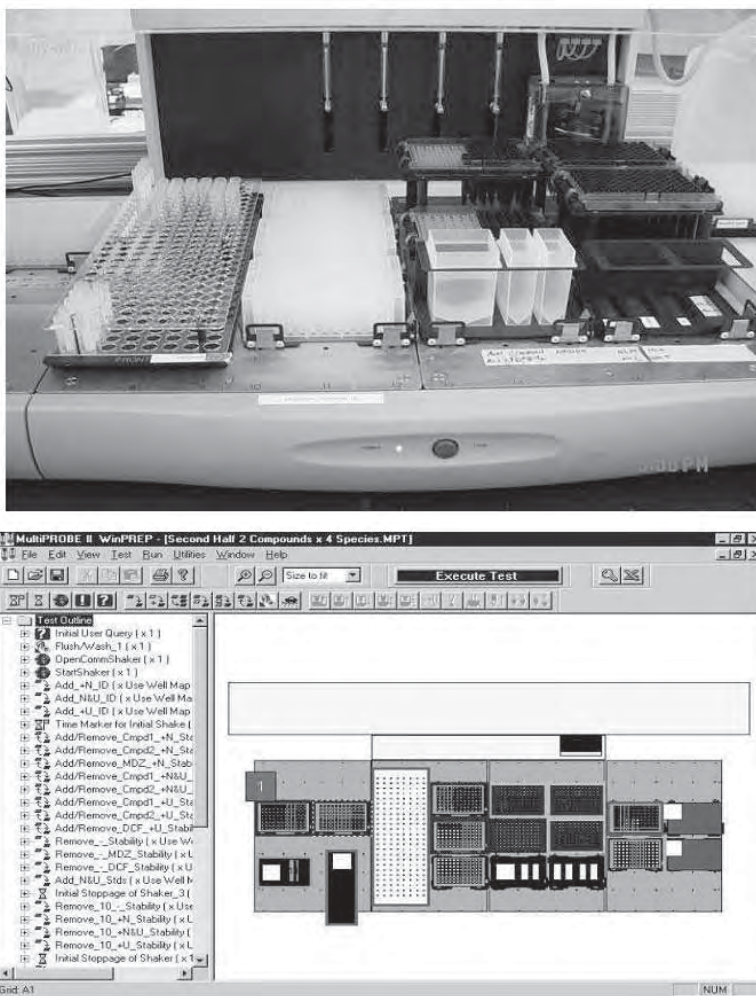 FRONT
MultiPROBE II WinPREP - [Second Half 2 Compounds x 4 Species.MPT]
File Edit View Test Run Utilities Window Help
Size to fit
Execute Test
Test Outline
Initial User Query ( x 1 )
Flush/Wash_1 ( x 1 )
OpenCommShaker ( x 1 )
StartShaker ( x 1 )
Add_+N_ID ( x Use Well Map
Add_N&U_ID ( x Use Well Ma
Add_+U_ID ( x Use Well Map
Time Marker for Initial Shake (
Add/Remove_Cmpd1_+N_Sta
Add/Remove_Cmpd2_+N_Sta
Add/Remove_MDZ_+N_Stab
Add/Remove_Cmpd1_+N&U_
Add/Remove_Cmpd2_+N&U_
Add/Remove_Cmpd1_+U_Sta
Add/Remove_Cmpd2_+U_Sta
Add/Remove_DCF_+U_Stabil
Remove_-_Stability ( x Use W
Remove_-_MDZ_Stability ( x U
Remove_-_DCF_Stability ( x U
Add_N&U_Stds ( x Use Well M
Initial Stoppage of Shaker_3 (
Remove_10_-_Stability ( x Use
Remove_10_+N_Stability ( x U
Remove_10_+N&U_Stability (
Remove_10_+U_Stability ( x U
Initial Stoppage of Shaker ( x 1
1
Grid: A1
NUM